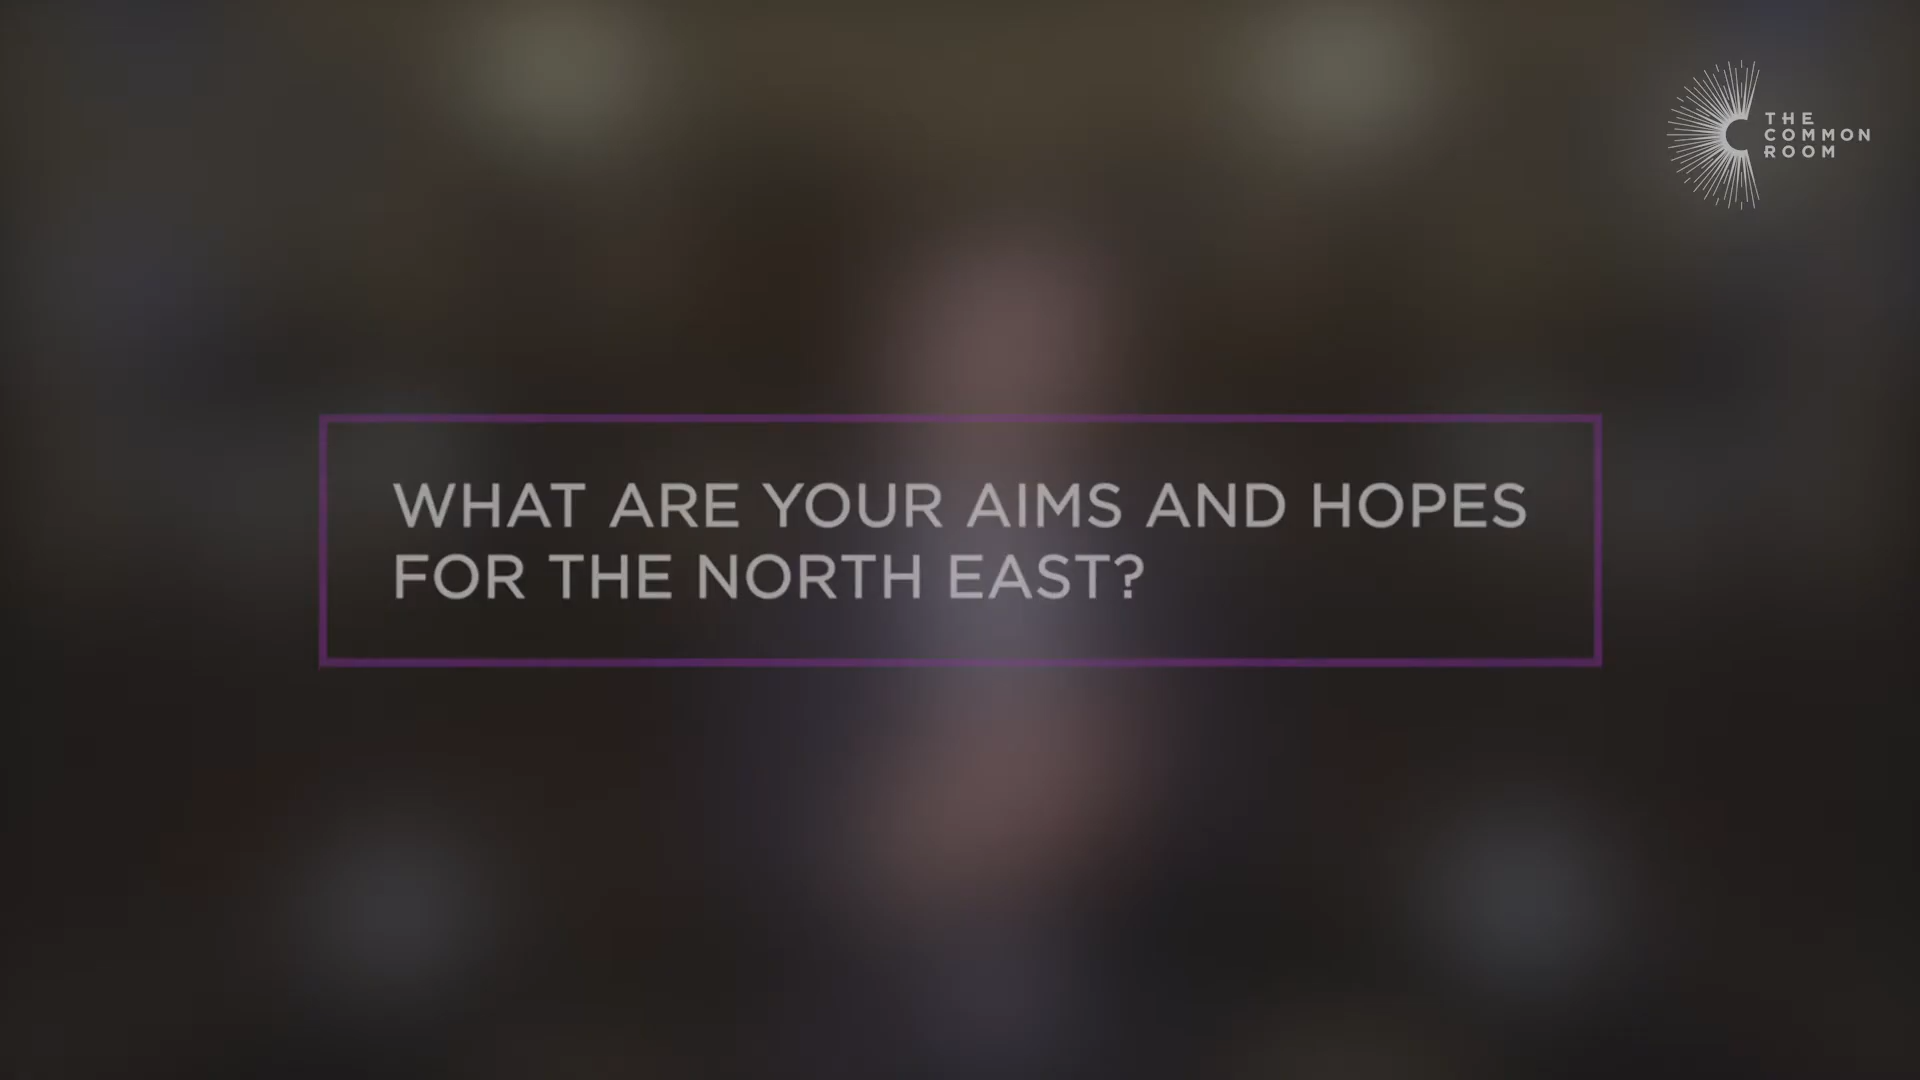 THE
COMMON
ROOM
WHAT ARE YOUR AIMS AND HOPES
FOR THE NORTH EAST?